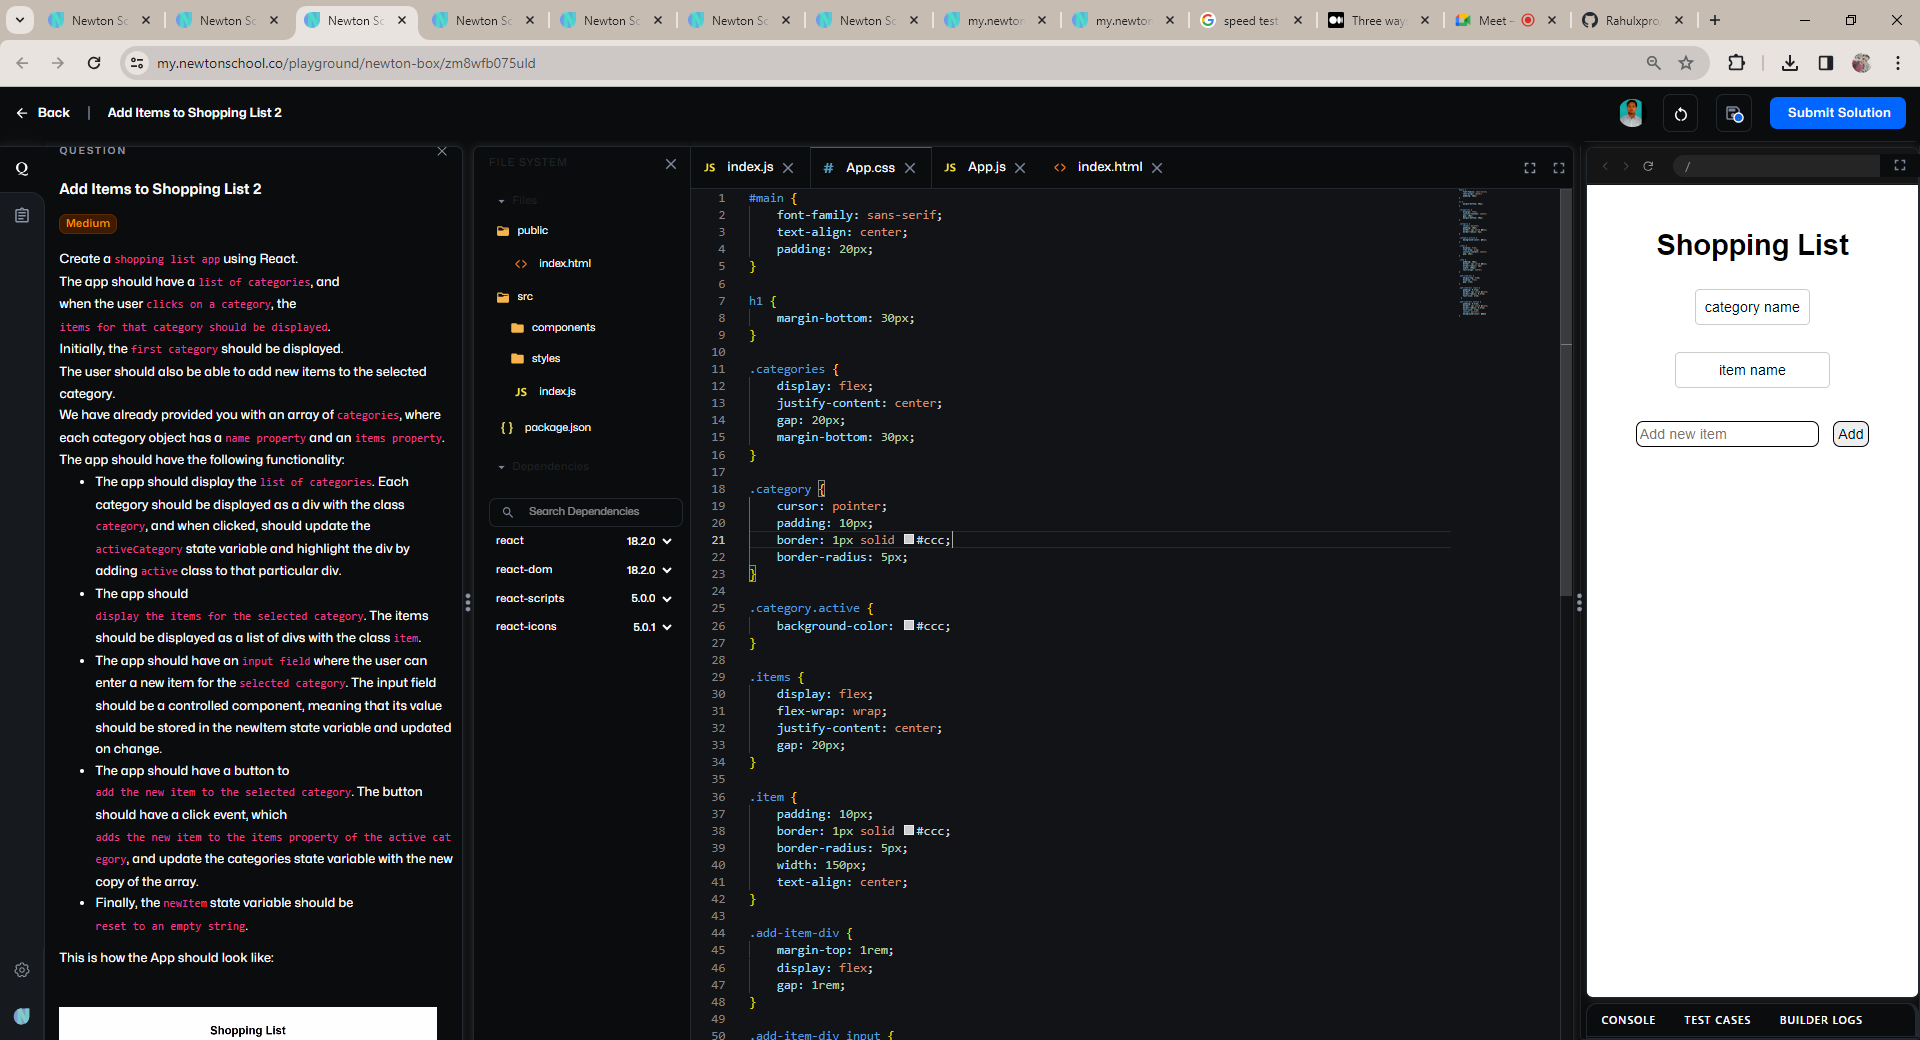 Newton Sc
Newton Sc
Newton Sc
Newton Sc
Newton Sc
Newton Sc
Newton Sc
my.newton
my.newton
speed test
Three way
Meet -
Rahulxpro
my.newtonschool.co/playground/newton-box/zm8wfb075uld
Back | Add Items to Shopping List 2
Submit Solution
QUESTION
Add Items to Shopping List 2
Medium
Create a shopping list app using React.
The app should have a list of categories, and
when the user clicks on a category, the
items for that category should be displayed.
Initially, the first category should be displayed.
The user should also be able to add new items to the selected
category.
We have already provided you with an array of categories, where
each category object has a name property and an items property.
The app should have the following functionality:
• The app should display the list of categories. Each
category should be displayed as a div with the class
category, and when clicked, should update the
activeCategory state variable and highlight the div by
adding active class to that particular div.
• The app should
display the items for the selected category. The items
should be displayed as a list of divs with the class item.
• The app should have an input field where the user can
enter a new item for the selected category. The input field
should be a controlled component, meaning that its value
should be stored in the newItem state variable and updated
on change.
• The app should have a button to
add the new item to the selected category. The button
should have a click event, which
adds the new item to the items property of the active cat
egory, and update the categories state variable with the new
copy of the array.
• Finally, the newItem state variable should be
reset to an empty string.
This is how the App should look like:
Shopping List
FILE SYSTEM
Files
public
<> index.html
src
components
styles
JS index.js
{} package.json
Dependencies
Search Dependencies
react 18.2.0
react-dom 18.2.0
react-scripts 5.0.0
react-icons 5.0.1
JS index.js
# App.css
JS App.js
<> index.html
1 #main {
2 font-family: sans-serif;
3 text-align: center;
4 padding: 20px;
5 }
6
7 h1 {
8 margin-bottom: 30px;
9 }
10
11 .categories {
12 display: flex;
13 justify-content: center;
14 gap: 20px;
15 margin-bottom: 30px;
16 }
17
18 .category {
19 cursor: pointer;
20 padding: 10px;
21 border: 1px solid #ccc;
22 border-radius: 5px;
23 }
24
25 .category.active {
26 background-color: #ccc;
27 }
28
29 .items {
30 display: flex;
31 flex-wrap: wrap;
32 justify-content: center;
33 gap: 20px;
34 }
35
36 .item {
37 padding: 10px;
38 border: 1px solid #ccc;
39 border-radius: 5px;
40 width: 150px;
41 text-align: center;
42 }
43
44 .add-item-div {
45 margin-top: 1rem;
46 display: flex;
47 gap: 1rem;
48 }
49
50 .add-item-div input {
/
Shopping List
category name
item name
Add new item
Add
CONSOLE
TEST CASES
BUILDER LOGS